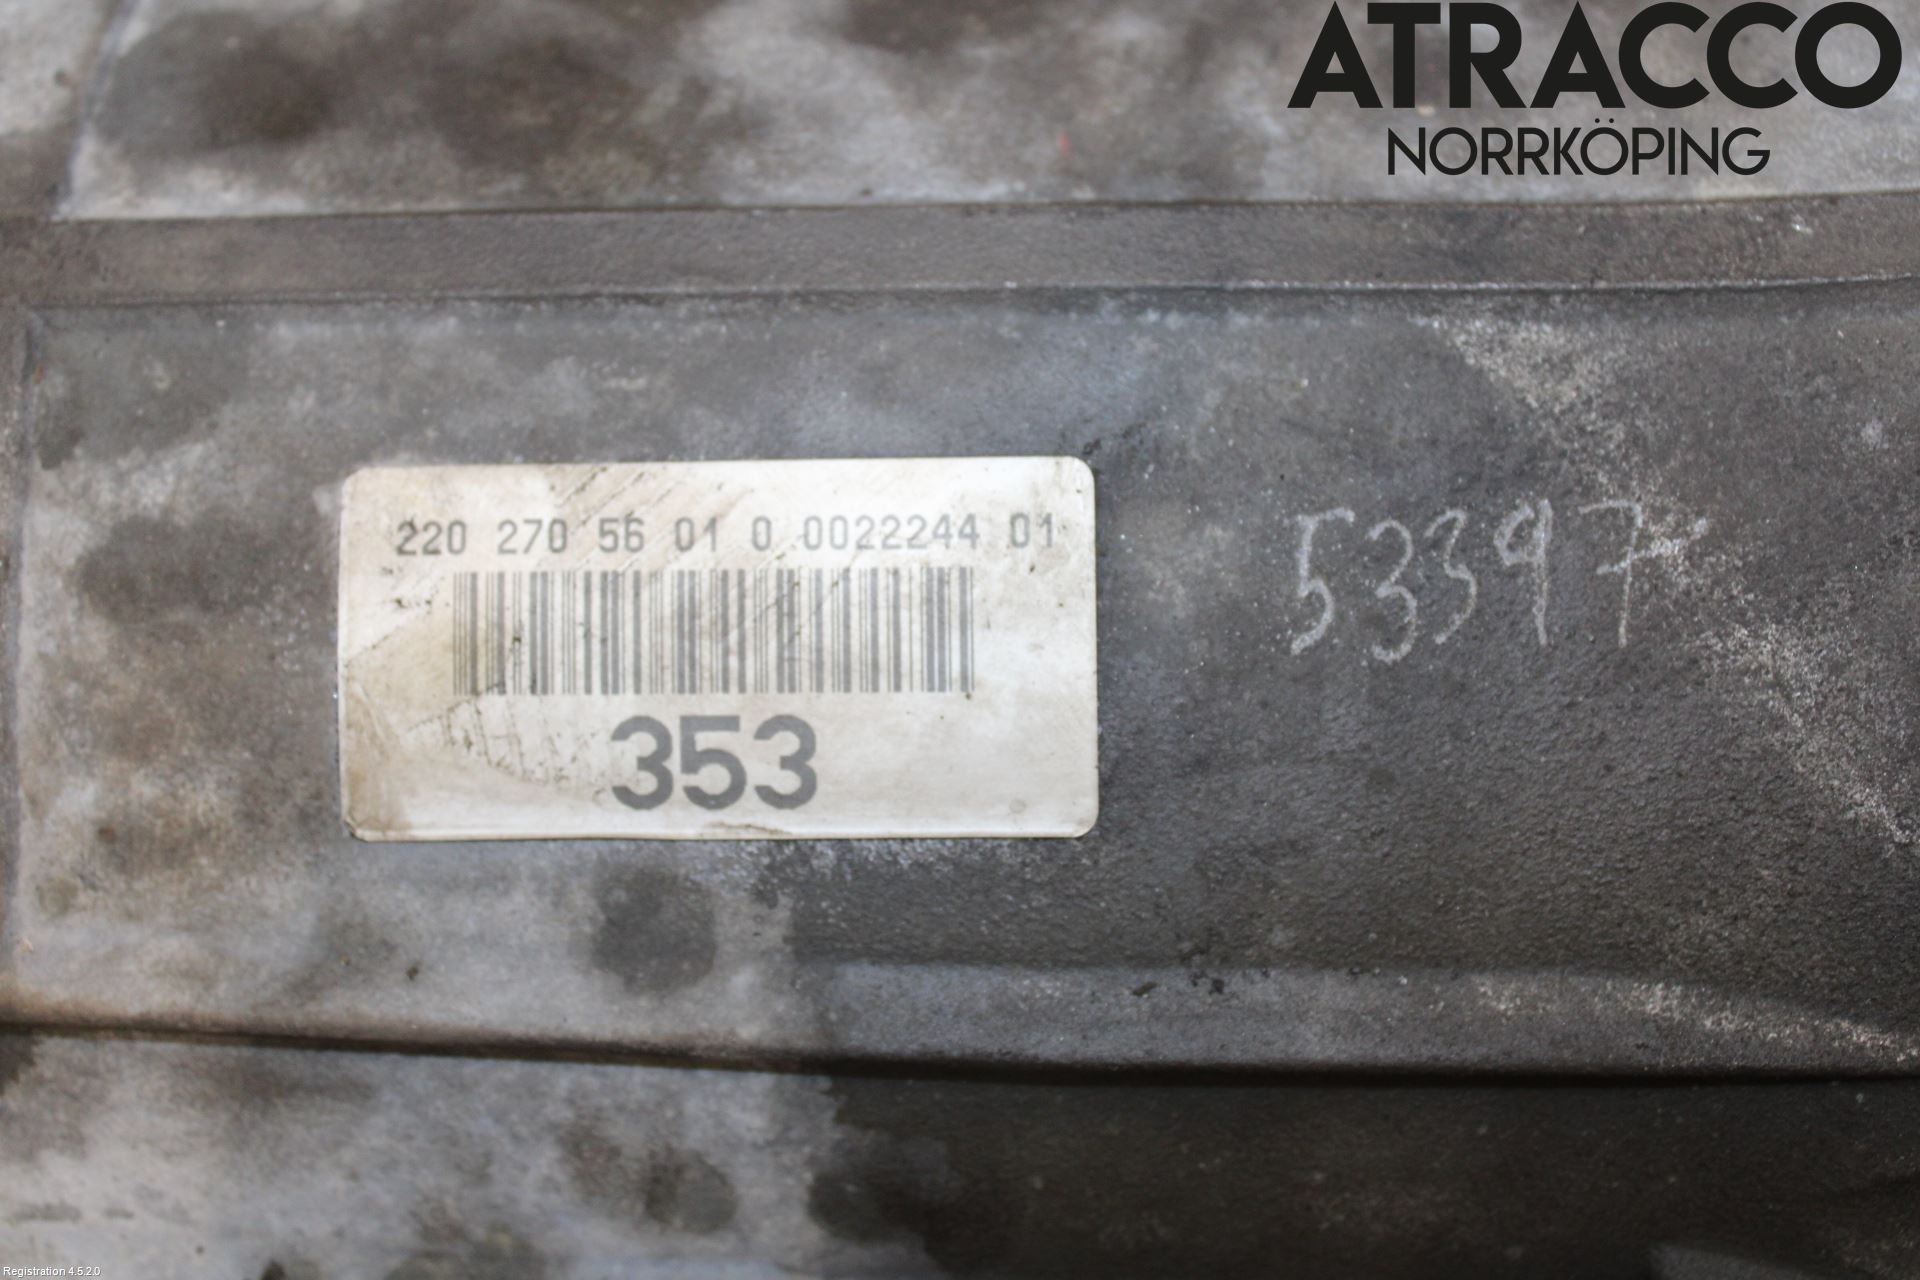 ATRACCO
NORRKÖPING
220 270 56 01 0 0022244 01
53397
353
Registration 4.5.2.0